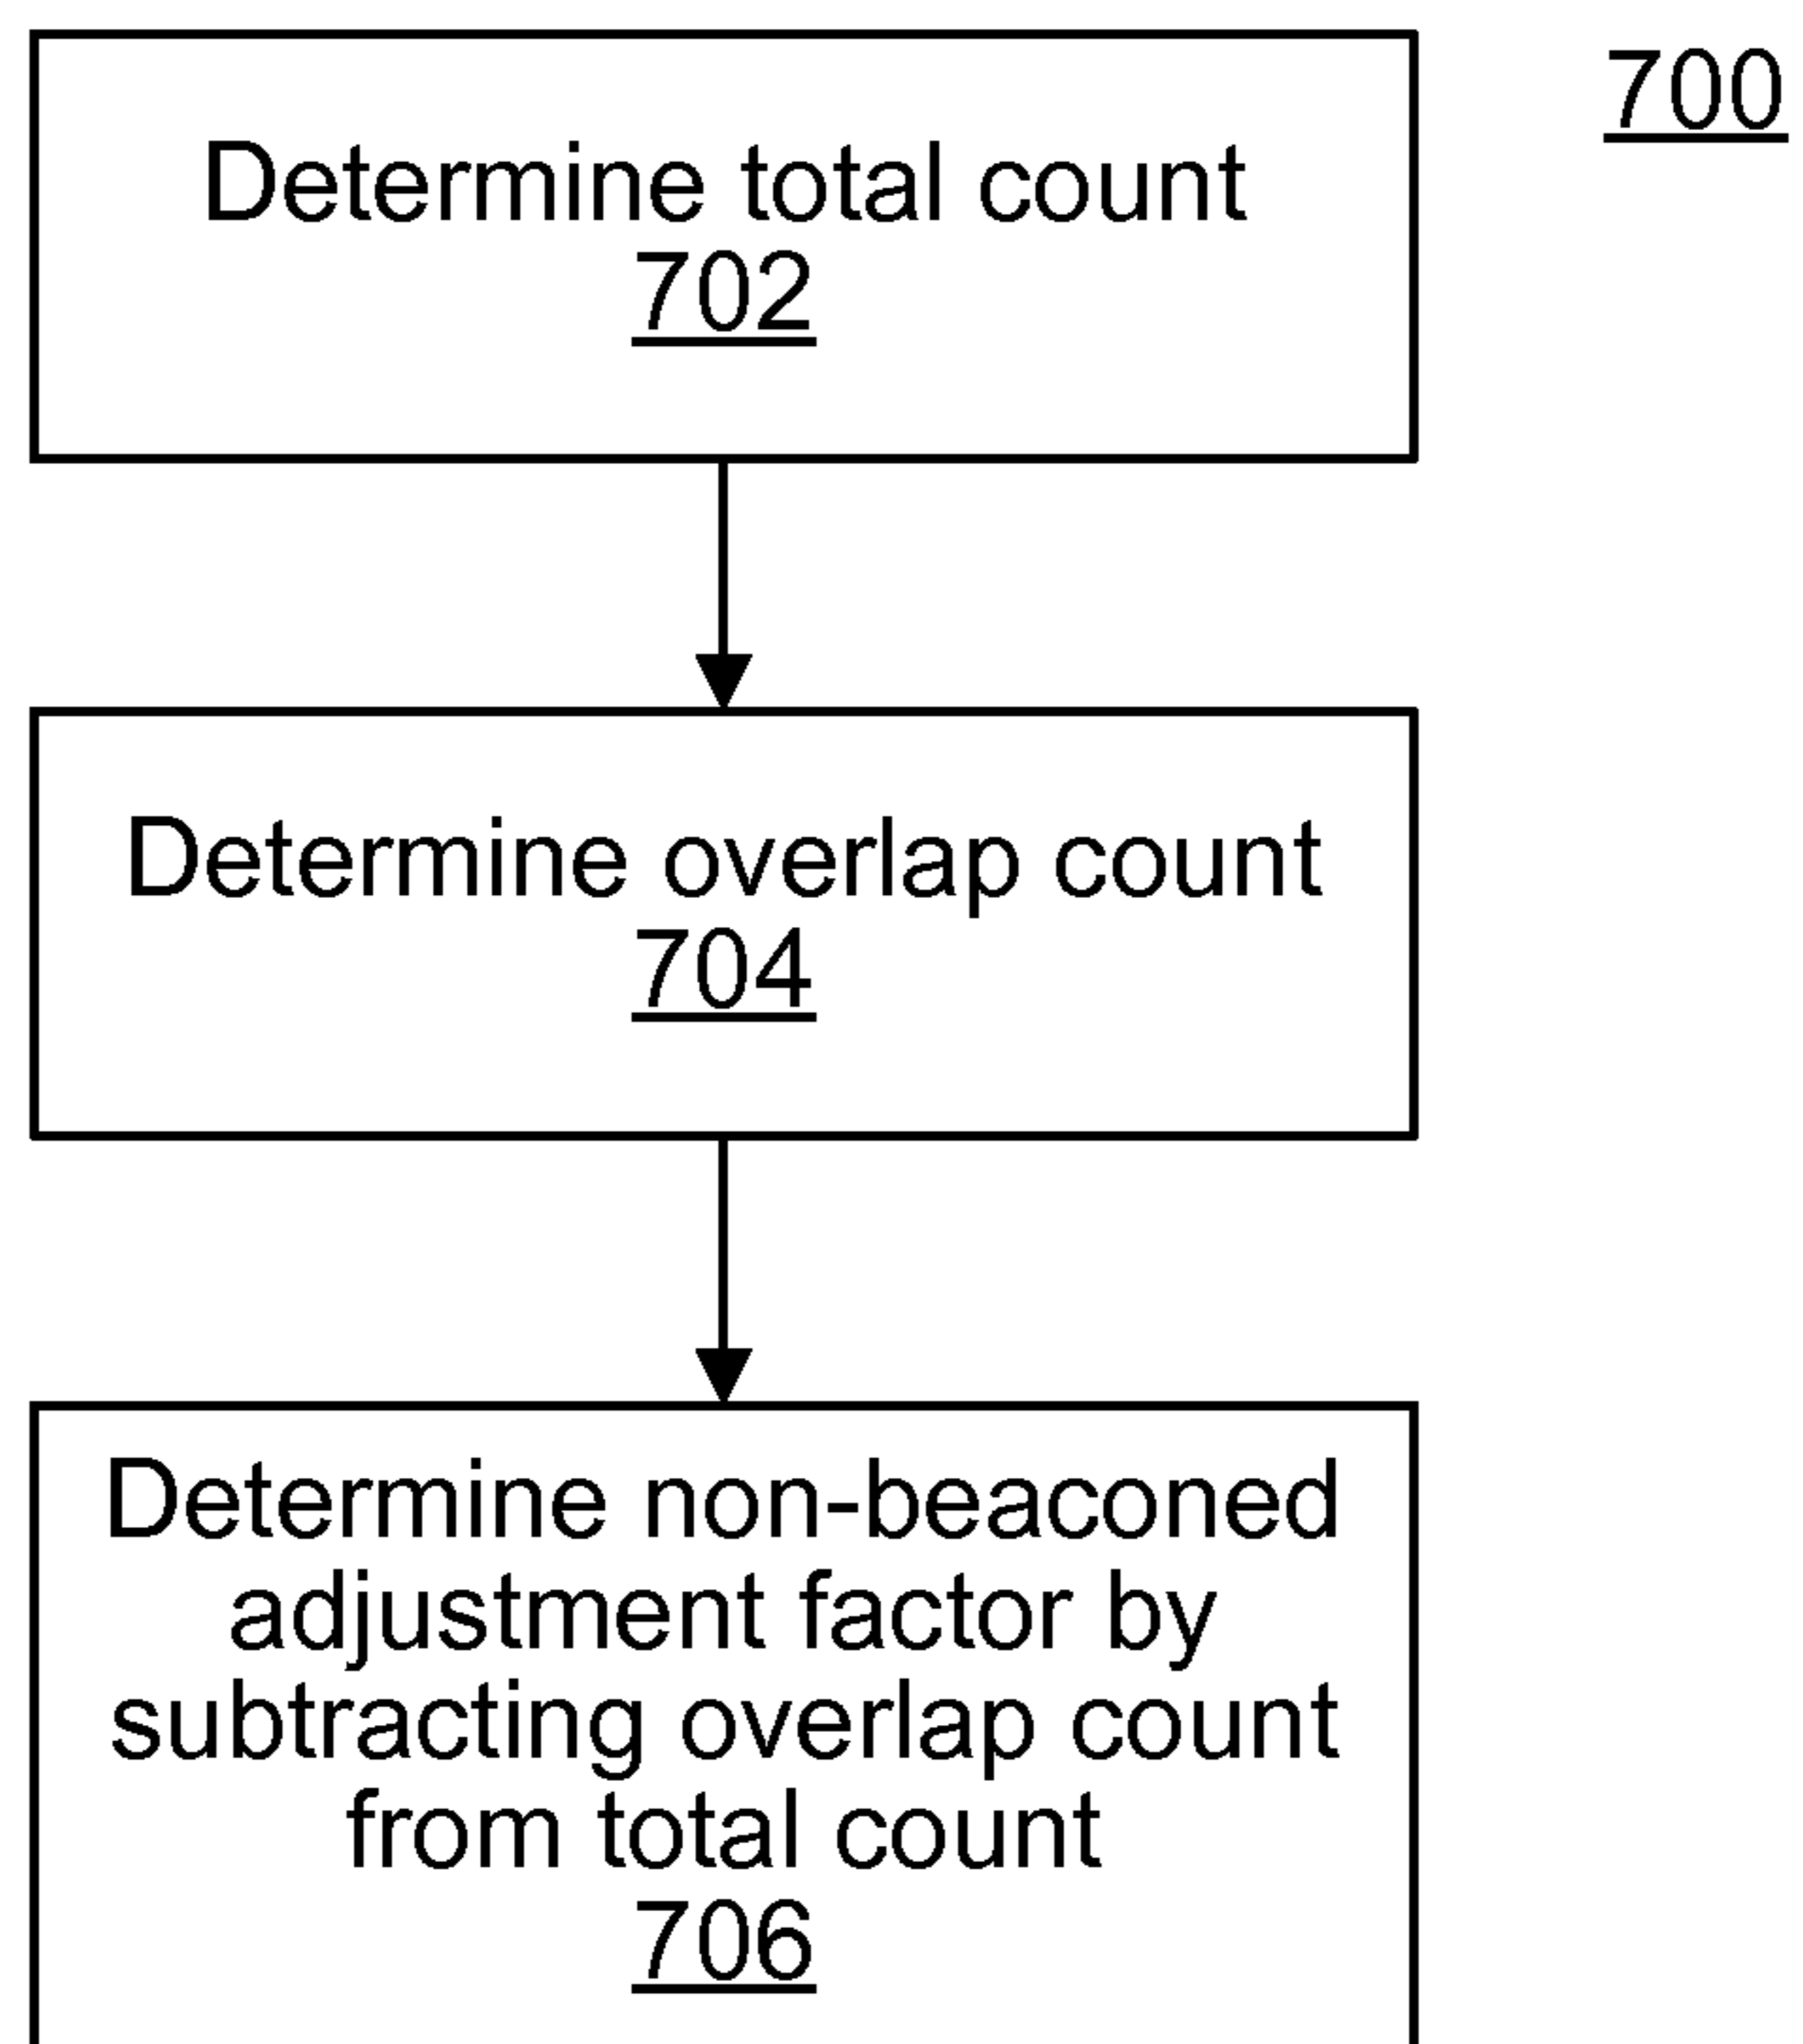 700
Determine total count
702
Determine overlap count
704
Determine non-beaconed
adjustment factor by
subtracting overlap count
from total count
706